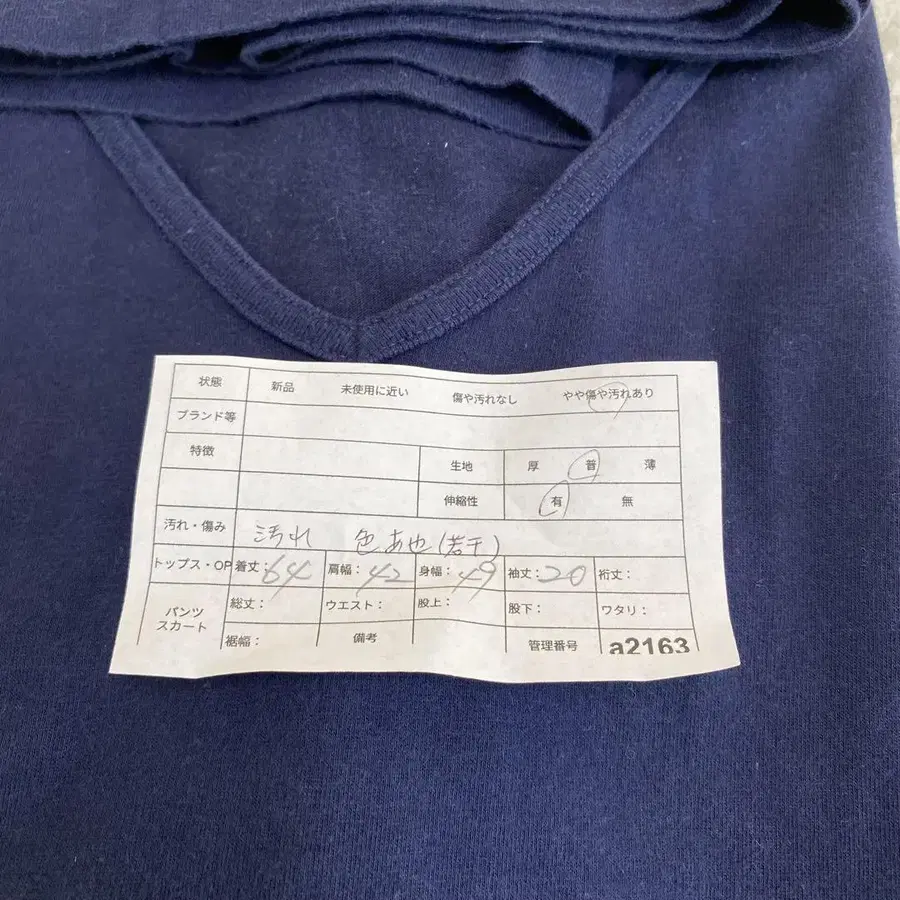 状態 新品 未使用に近い 傷や汚れなし やや傷や汚れあり
ブランド等
特徴 生地 厚 普 薄
伸縮性 有 無
汚れ・傷み 汚れ 色あせ(若干)
トップス・OP 着丈：64 肩幅：42 身幅：49 袖丈：20 裄丈：
パンツ スカート 総丈： ウエスト： 股上： 股下： ワタリ：
裾幅： 備考 管理番号 a2163